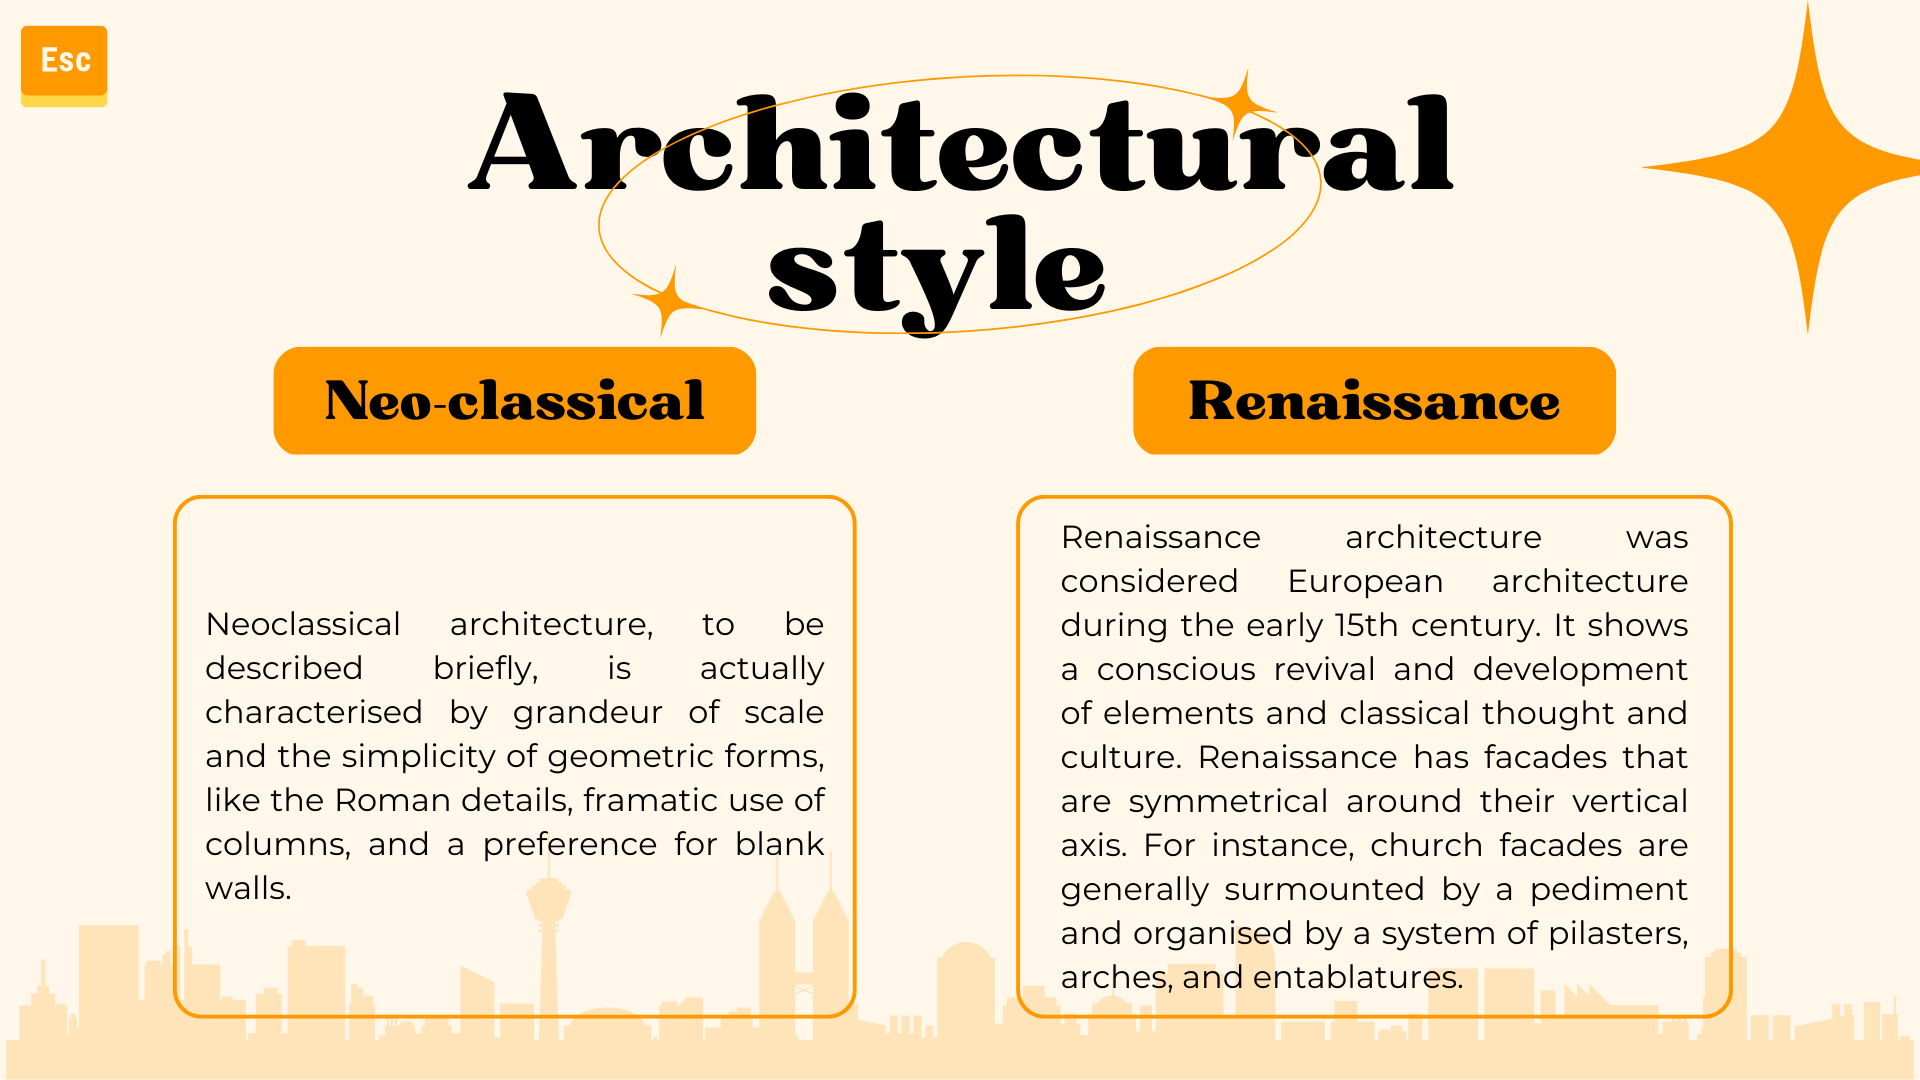 Esc
Architectural
style
Neo-classical
Renaissance
Neoclassical architecture, to be
described briefly, is actually
characterised by grandeur of scale
and the simplicity of geometric forms,
like the Roman details, framatic use of
columns, and a preference for blank
walls.
Renaissance architecture was
considered European architecture
during the early 15th century. It shows
a conscious revival and development
of elements and classical thought and
culture. Renaissance has facades that
are symmetrical around their vertical
axis. For instance, church facades are
generally surmounted by a pediment
and organised by a system of pilasters,
arches, and entablatures.